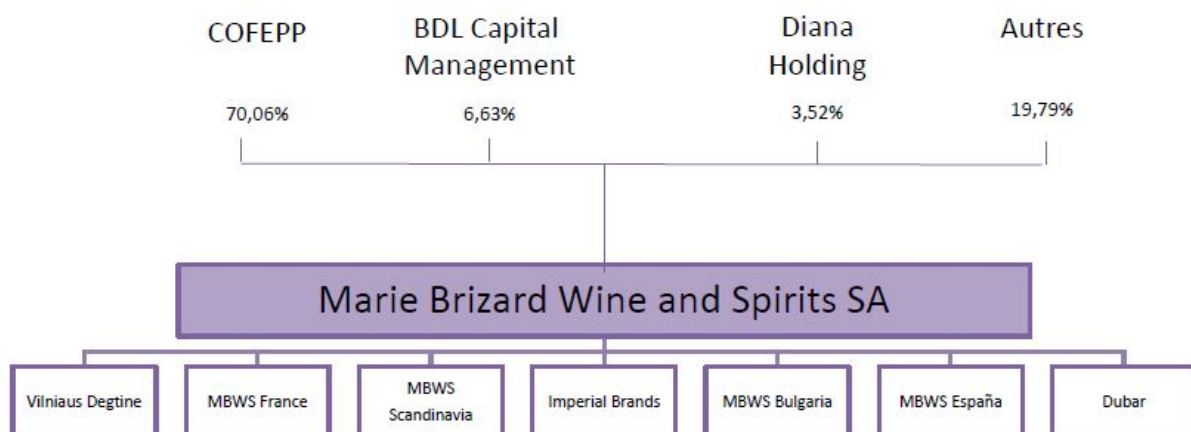 COFEPP
BDL Capital
Management
Diana
Holding
Autres
70,06%
6,63%
3,52%
19,79%
Marie Brizard Wine and Spirits SA
Vilniaus Degtine
MBWS France
MBWS
Scandinavia
Imperial Brands
MBWS Bulgaria
MBWS España
Dubar